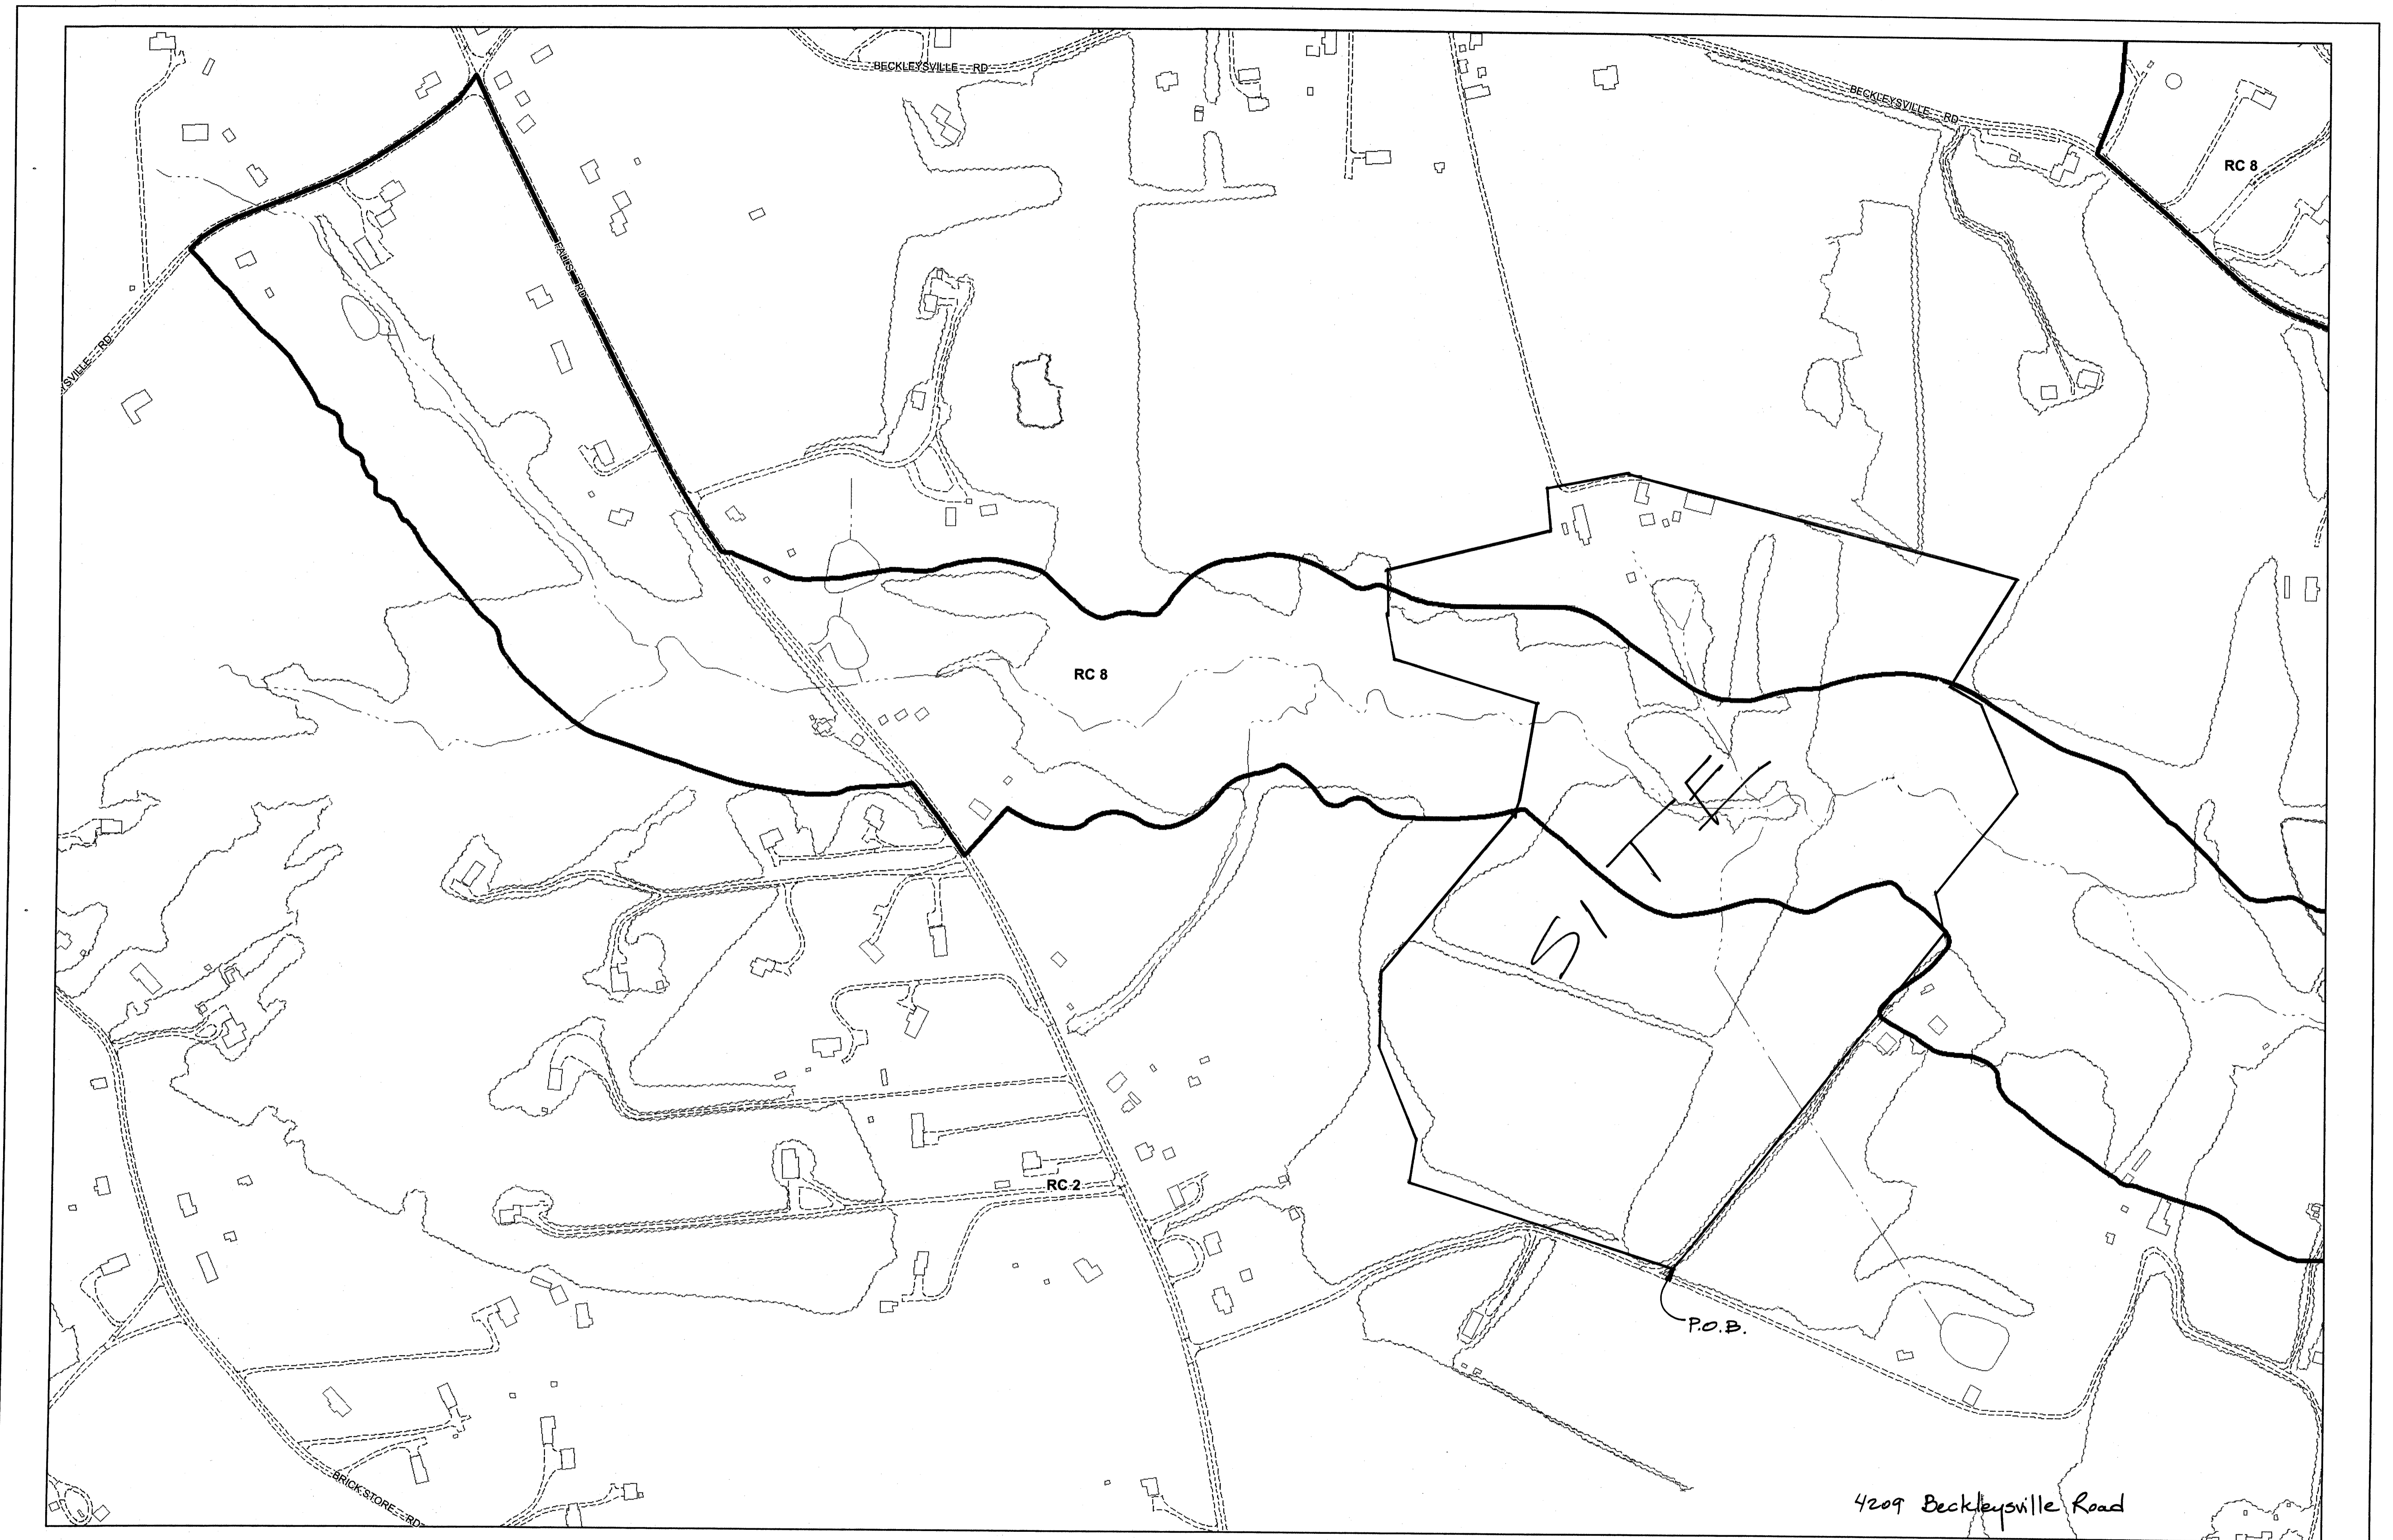 BECKLEYSVILLE RD
BECKLEYSVILLE RD
RC 8
FALLS RD
YSVILLE RD
RC 8
SITE
RC 2
P.O.B.
BRICK STORE RD
4209 Beckleysville Road